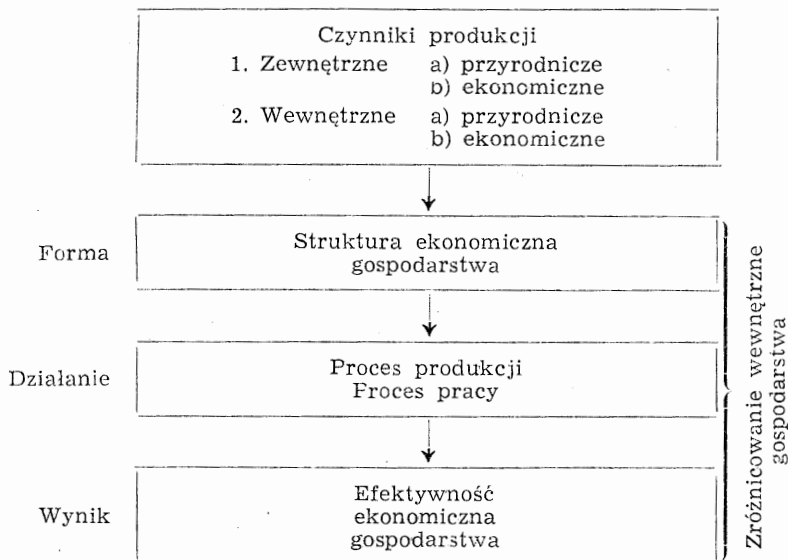 Czynniki produkcji
1. Zewnętrzne a) przyrodnicze
b) ekonomiczne
2. Wewnętrzne a) przyrodnicze
b) ekonomiczne
Forma
Struktura ekonomiczna
gospodarstwa
Działanie
Proces produkcji
Froces pracy
Wynik
Efektywność
ekonomiczna
gospodarstwa
Zróżnicowanie wewnętrzne
gospodarstwa